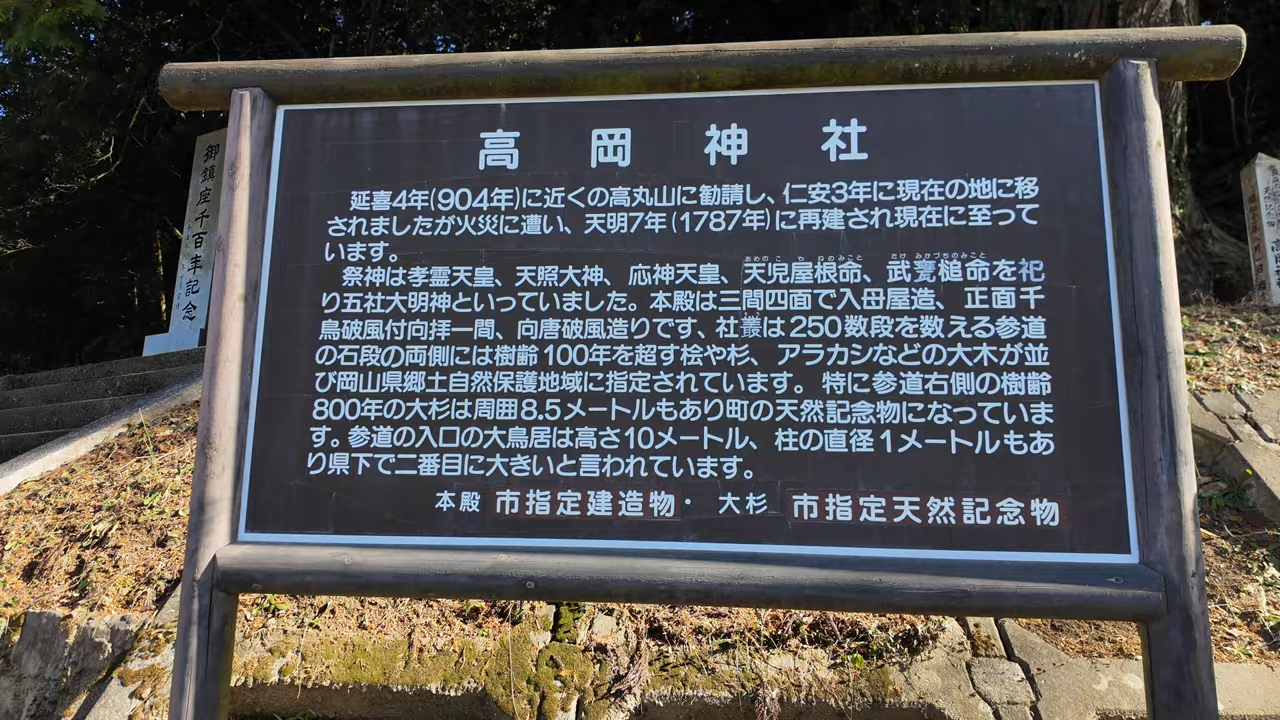 高岡神社
延喜4年(904年)に近くの高丸山に勧請し、仁安3年に現在の地に移
されましたが火災に遭い、天明7年(1787年)に再建され現在に至って
います。
祭神は孝霊天皇、天照大神、応神天皇、天児屋根命、武甕槌命を祀
り五社大明神といっていました。本殿は三間四面で入母屋造、正面千
鳥破風付向拝一間、向唐破風造りです、社叢は250数段を数える参道
の石段の両側には樹齢100年を超す桧や杉、アラカシなどの大木が並
び岡山県郷土自然保護地域に指定されています。特に参道右側の樹齢
800年の大杉は周囲8.5メートルもあり町の天然記念物になっていま
す。参道の入口の大鳥居は高さ10メートル、柱の直径1メートルもあ
り県下で二番目に大きいと言われています。
本殿 市指定建造物・ 大杉 市指定天然記念物
御鎮座千百年記念